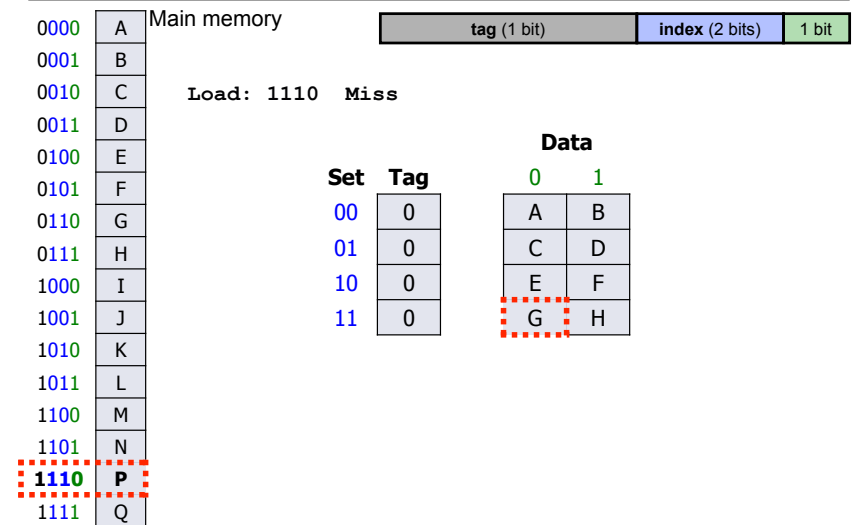 Main memory
tag (1 bit) index (2 bits) 1 bit
0000 A
0001 B
0010 C
Load: 1110 Miss
0011 D
0100 E
0101 F
0110 G
0111 H
1000 I
1001 J
1010 K
1011 L
1100 M
1101 N
1110 P
1111 Q
Data
Set Tag 0 1
00 0 A B
01 0 C D
10 0 E F
11 0 G H